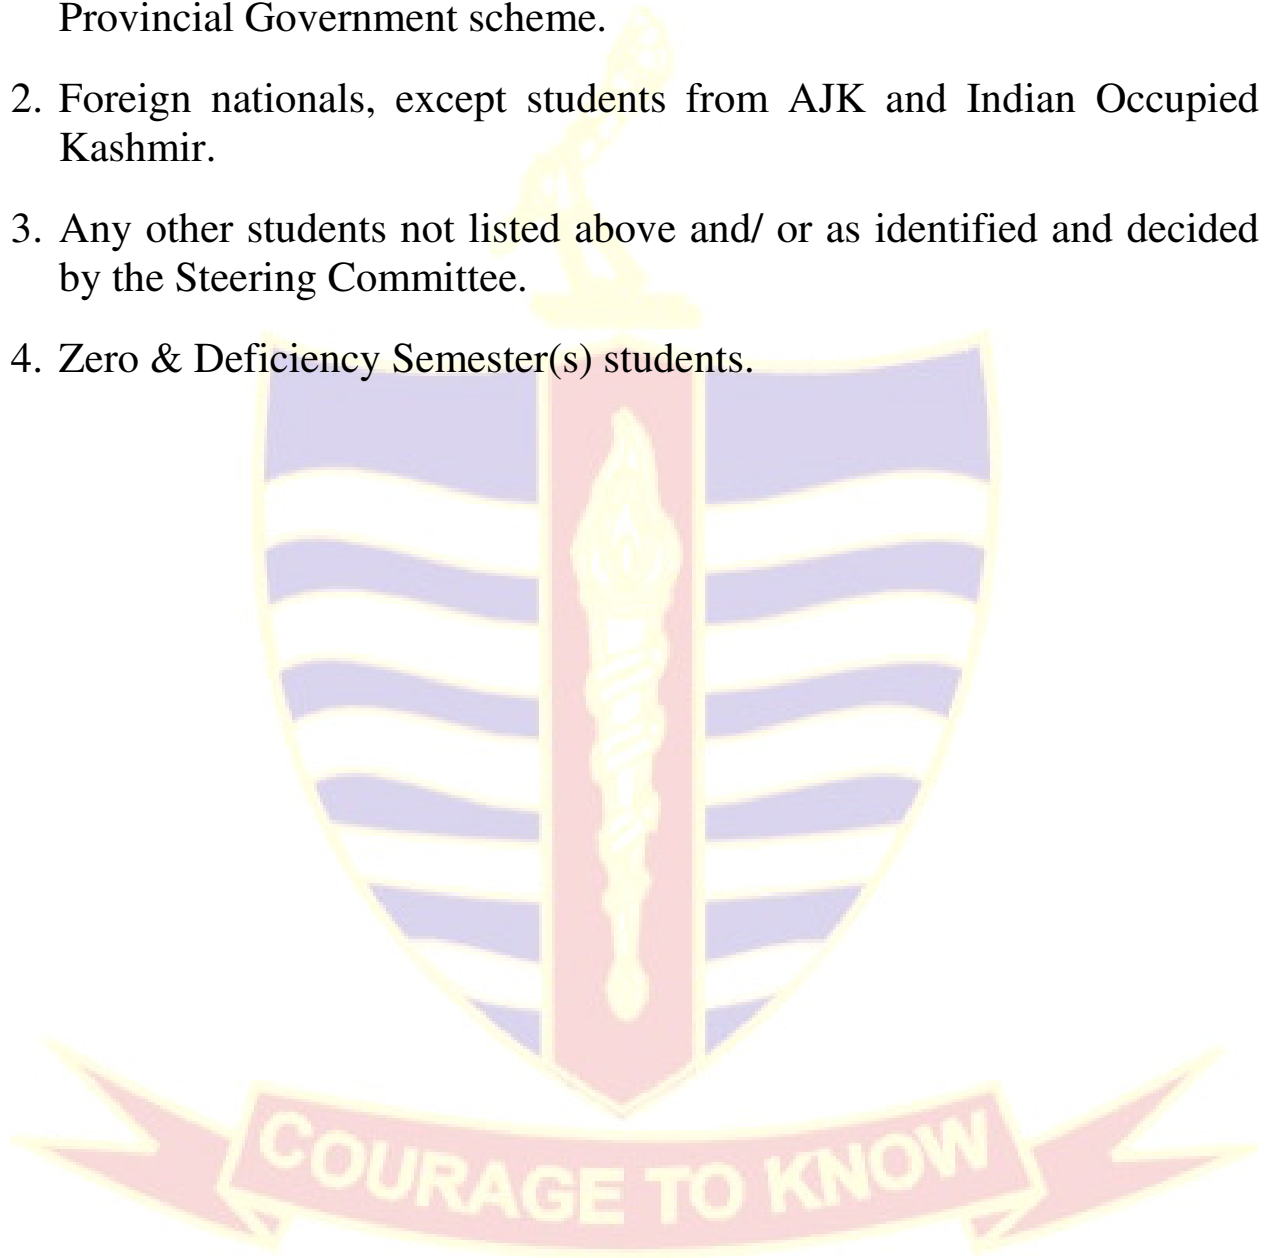 Provincial Government scheme.
2. Foreign nationals, except students from AJK and Indian Occupied
Kashmir.
3. Any other students not listed above and/ or as identified and decided
by the Steering Committee.
4. Zero & Deficiency Semester(s) students.
COURAGE TO KNOW